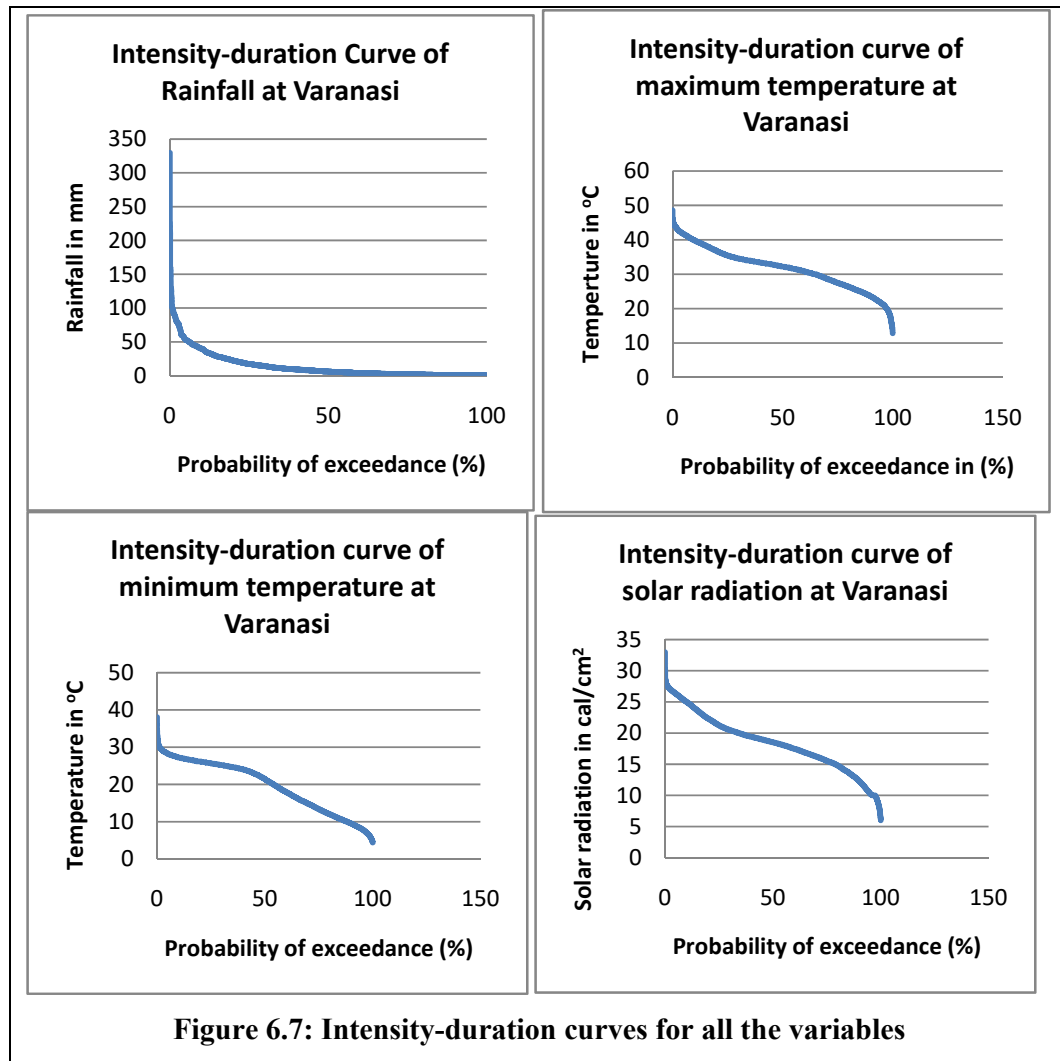 Intensity-duration Curve of
Rainfall at Varanasi
Rainfall in mm
350
300
250
200
150
100
50
0
0 50 100
Probability of exceedance (%)
Intensity-duration curve of
maximum temperature at
Varanasi
Temperture in ᵒC
60
50
40
30
20
10
0
0 50 100 150
Probability of exceedance in (%)
Intensity-duration curve of
minimum temperature at
Varanasi
Temperature in ᵒC
50
40
30
20
10
0
0 50 100 150
Probability of exceedance (%)
Intensity-duration curve of
solar radiation at Varanasi
Solar radiation in cal/cm²
35
30
25
20
15
10
5
0
0 50 100 150
Probability of exceedance (%)
Figure 6.7: Intensity-duration curves for all the variables